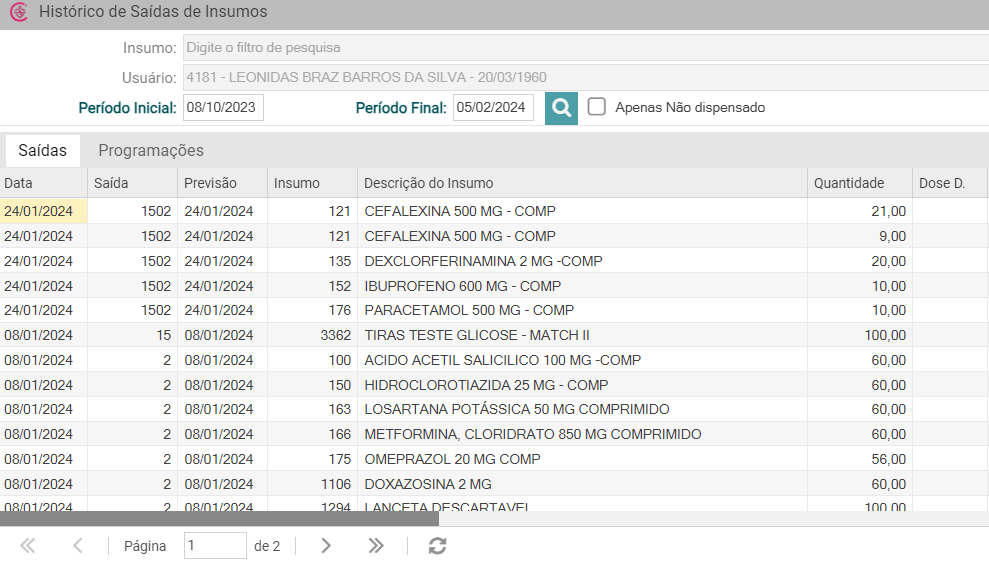 Histórico de Saídas de Insumos
Insumo: Digite o filtro de pesquisa
Usuário: 4181 - LEONIDAS BRAZ BARROS DA SILVA - 20/03/1960
Período Inicial: 08/10/2023 Período Final: 05/02/2024 Apenas Não dispensado
Saídas Programações
Data Saída Previsão Insumo Descrição do Insumo Quantidade Dose D.
24/01/2024 1502 24/01/2024 121 CEFALEXINA 500 MG - COMP 21,00
24/01/2024 1502 24/01/2024 121 CEFALEXINA 500 MG - COMP 9,00
24/01/2024 1502 24/01/2024 135 DEXCLORFERINAMINA 2 MG -COMP 20,00
24/01/2024 1502 24/01/2024 152 IBUPROFENO 600 MG - COMP 10,00
24/01/2024 1502 24/01/2024 176 PARACETAMOL 500 MG - COMP 10,00
08/01/2024 15 08/01/2024 3362 TIRAS TESTE GLICOSE - MATCH II 100,00
08/01/2024 2 08/01/2024 100 ACIDO ACETIL SALICILICO 100 MG -COMP 60,00
08/01/2024 2 08/01/2024 150 HIDROCLOROTIAZIDA 25 MG - COMP 60,00
08/01/2024 2 08/01/2024 163 LOSARTANA POTÁSSICA 50 MG COMPRIMIDO 60,00
08/01/2024 2 08/01/2024 166 METFORMINA, CLORIDRATO 850 MG COMPRIMIDO 60,00
08/01/2024 2 08/01/2024 175 OMEPRAZOL 20 MG COMP 56,00
08/01/2024 2 08/01/2024 1106 DOXAZOSINA 2 MG 60,00
08/01/2024 2 08/01/2024 1294 LANCETA DESCARTAVEL 100,00
Página 1 de 2